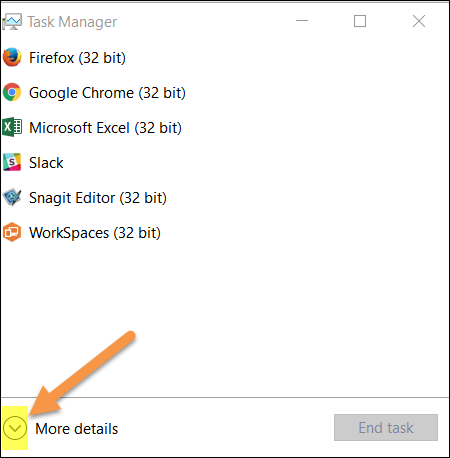 Task Manager
Firefox (32 bit)
Google Chrome (32 bit)
Microsoft Excel (32 bit)
Slack
Snagit Editor (32 bit)
WorkSpaces (32 bit)
More details
End task